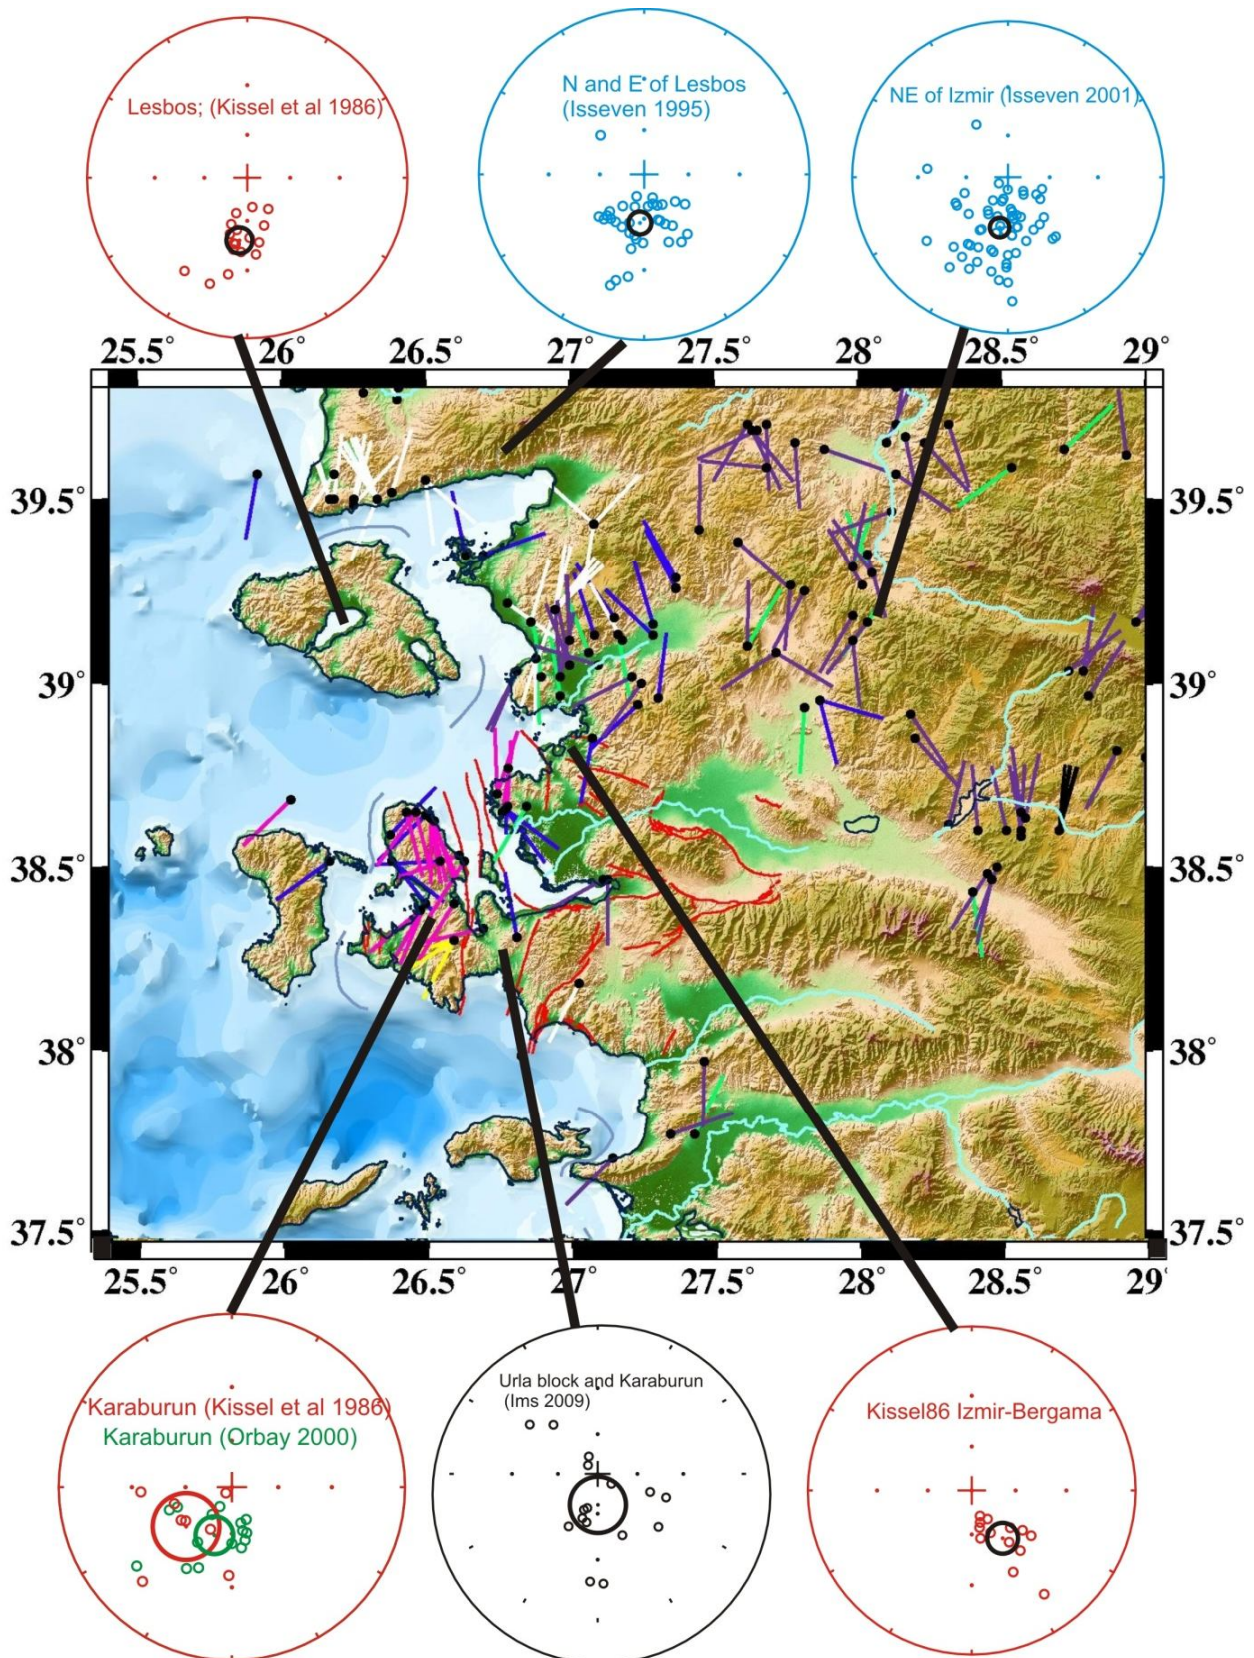 Lesbos; (Kissel et al 1986)
N and E of Lesbos
(Isseven 1995)
NE of Izmir (Isseven 2001)
25.5° 26° 26.5° 27° 27.5° 28° 28.5° 29°
39.5° 39.5°
39° 39°
38.5° 38.5°
38° 38°
37.5° 37.5°
25.5° 26° 26.5° 27° 27.5° 28° 28.5° 29°
Karaburun (Kissel et al 1986)
Karaburun (Orbay 2000)
Urla block and Karaburun
(Ims 2009)
Kissel86 Izmir-Bergama